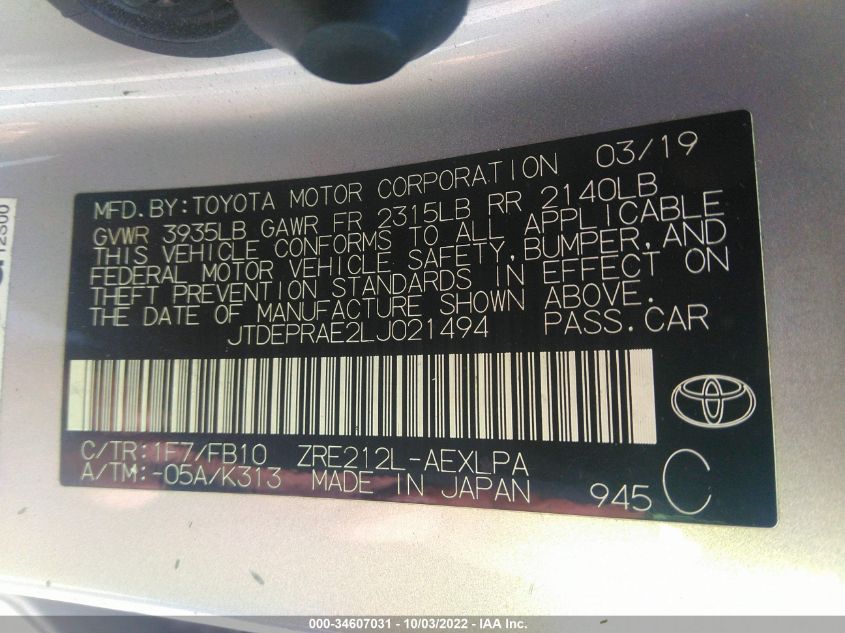 MFD.BY:TOYOTA MOTOR CORPORATION 03/19
GVWR 3935LB GAWR FR 2315LB RR 2140LB
THIS VEHICLE CONFORMS TO ALL APPLICABLE
FEDERAL MOTOR VEHICLE SAFETY, BUMPER, AND
THEFT PREVENTION STANDARDS IN EFFECT ON
THE DATE OF MANUFACTURE SHOWN ABOVE.
JTDEPRAE2LJ021494 PASS.CAR
C/TR:1F7/FB10 ZRE212L-AEXLPA
A/TM:-05A/K313 MADE IN JAPAN 945 C
000-34607031 - 10/03/2022 - IAA Inc.